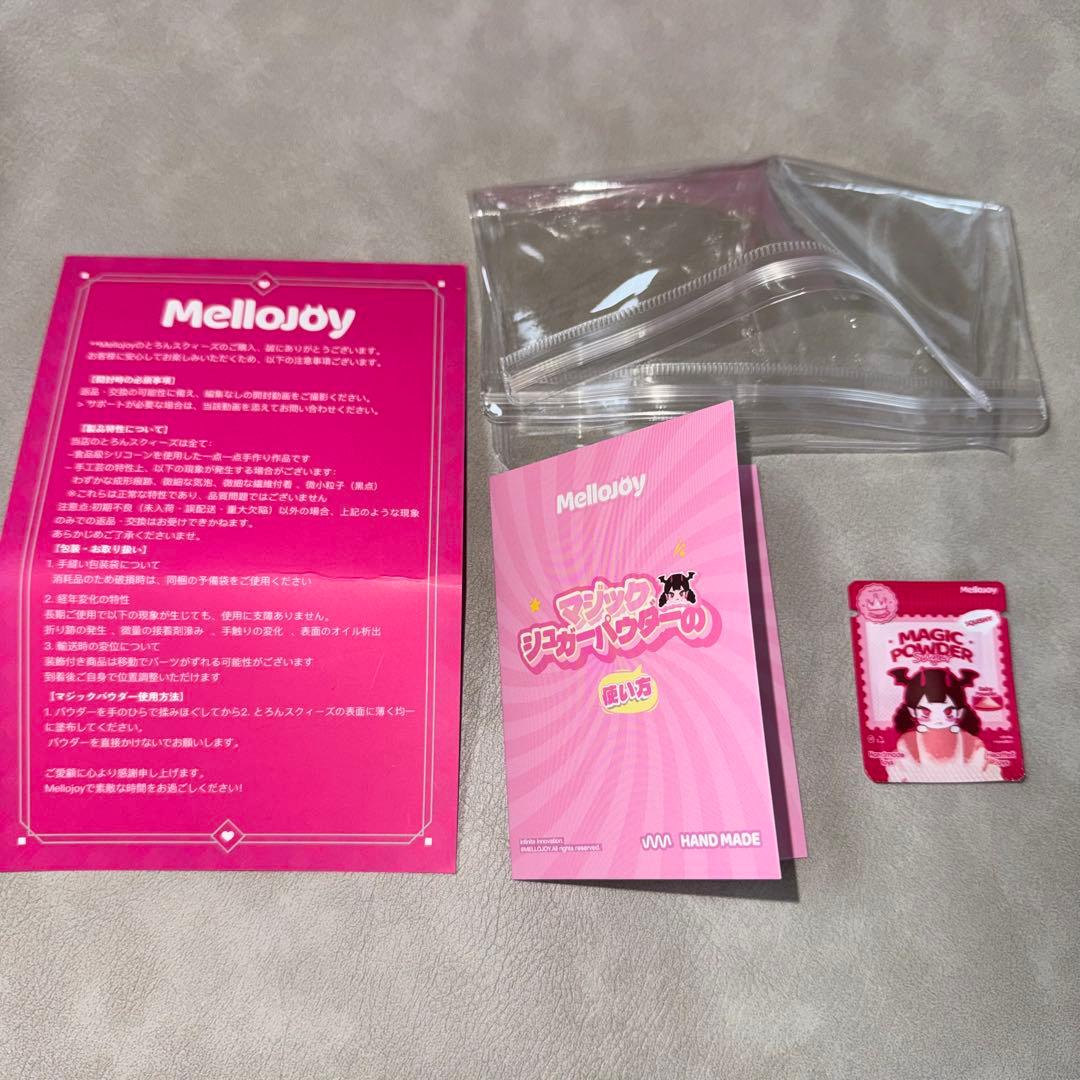 Mellojoy
**Mellojoyのとろんスクィーズのご購入、誠にありがとうございます。
お客様に安心してお楽しみいただくため、以下の注意事項ございます。
【開封時の必須事項】
返品・交換の可能性に備え、編集なしの開封動画をご撮影ください。
> サポートが必要な場合は、当該動画を添えてお問い合わせください。
【製品特性について】
当店のとろんスクィーズは全て:
–食品級シリコーンを使用した一点一点手作り作品です
– 手工芸の特性上、以下の現象が発生する場合がございます:
わずかな成形痕跡、微細な気泡、微細な繊維付着 、微小粒子（黒点）
※これらは正常な特性であり、品質問題ではございません
注意点:初期不良（未入荷・誤配送・重大欠陥）以外の場合、上記のような現象
のみでの返品・交換はお受けできかねます。
あらかじめご了承くださいませ。
【包装・お取り扱い】
1. 手縫い包装袋について
消耗品のため破損時は、同梱の予備袋をご使用ください
2. 経年変化の特性
長期ご使用で以下の現象が生じても、使用に支障ありません。
折り跡の発生 、微量の接着剤滲み 、手触りの変化 、表面のオイル析出
3. 輸送時の変位について
装飾付き商品は移動でパーツがずれる可能性がございます
到着後ご自身で位置調整いただけます
【マジックパウダー使用方法】
1. パウダーを手のひらで揉みほぐしてから2. とろんスクィーズの表面に薄く均一
に塗布してください。
パウダーを直接かけないでお願いします。
ご愛顧に心より感謝申し上げます。
Mellojoyで素敵な時間をお過ごしください!
Mellojoy
マジック
シュガーパウダーの
使い方
Infinite Innovation.
#MELLOJOY.All rights reserved.
HAND MADE
Mellojoy
SQUISHY
MAGIC
POWDER
Handmade
Toys